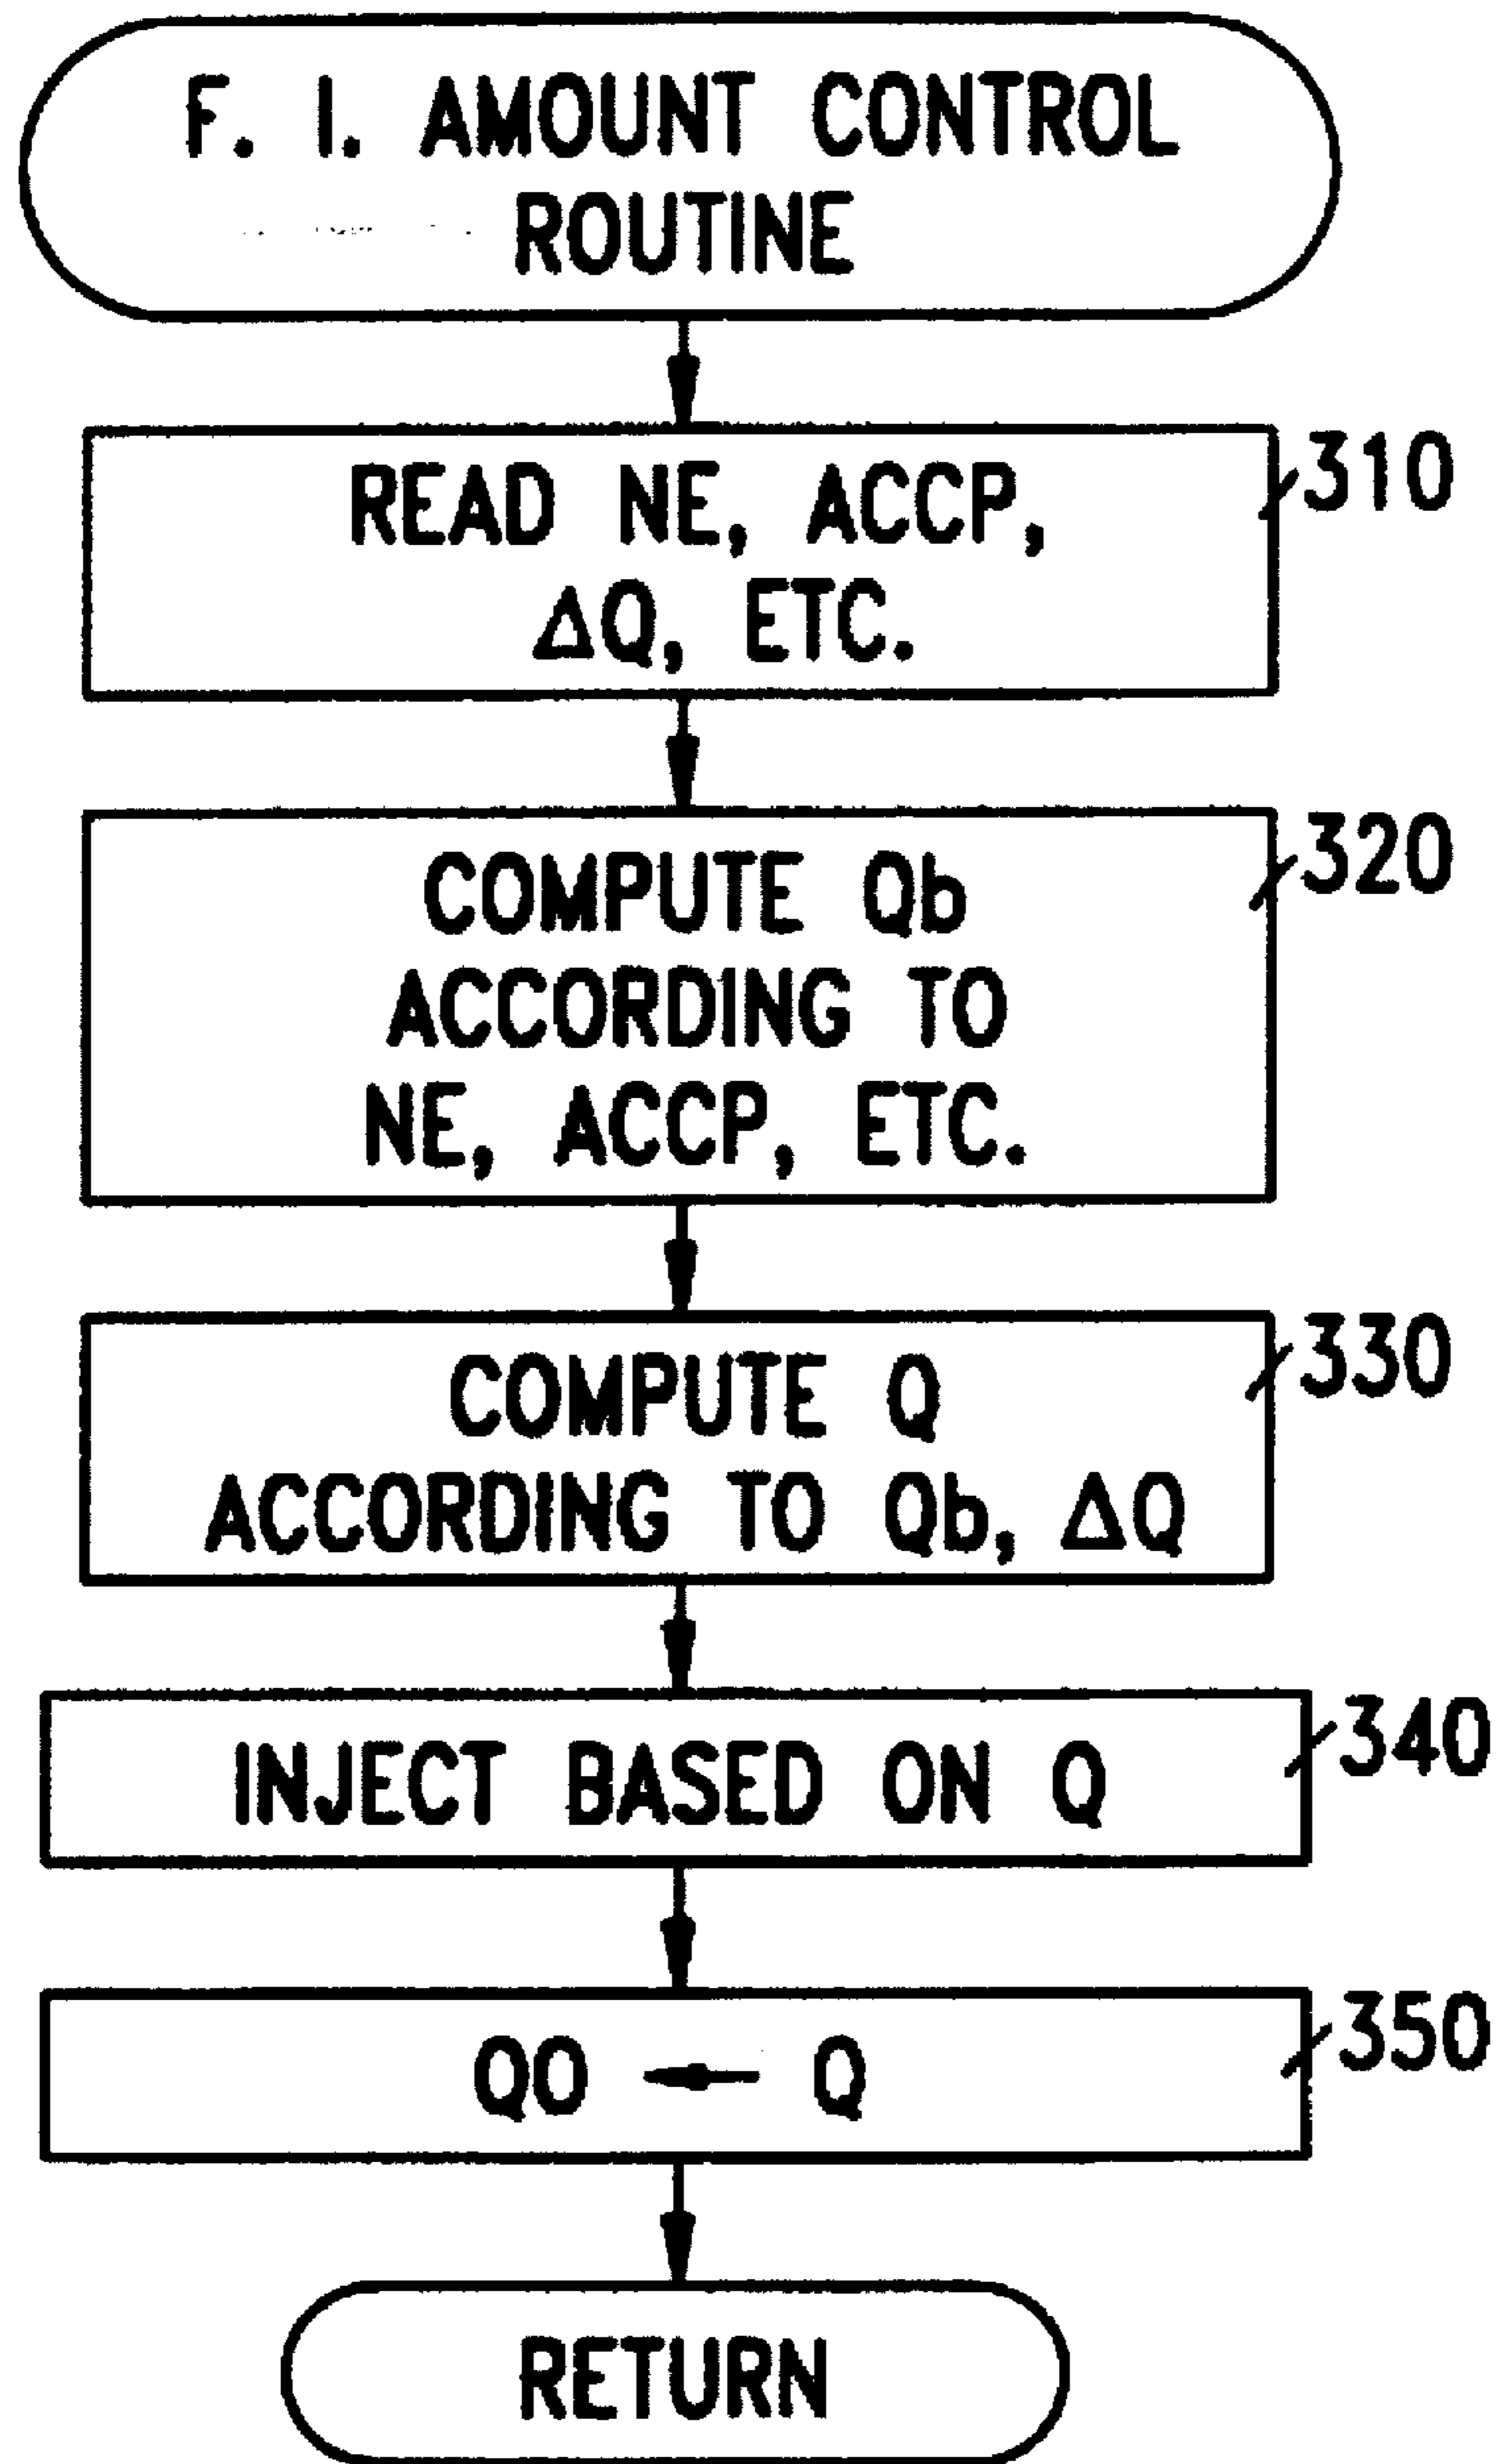 F. I. AMOUNT CONTROL
ROUTINE
READ NE, ACCP,
ΔQ, ETC.
310
COMPUTE Qb
ACCORDING TO
NE, ACCP, ETC.
320
COMPUTE Q
ACCORDING TO Qb, ΔQ
330
INJECT BASED ON Q
340
QO ← Q
350
RETURN